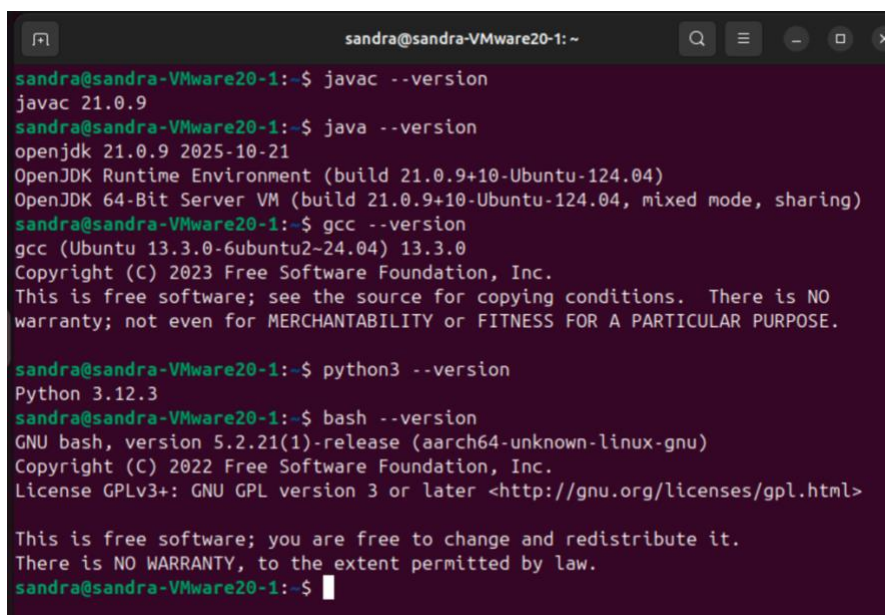 sandra@sandra-VMware20-1: ~
sandra@sandra-VMware20-1:~$ javac --version
javac 21.0.9
sandra@sandra-VMware20-1:~$ java --version
openjdk 21.0.9 2025-10-21
OpenJDK Runtime Environment (build 21.0.9+10-Ubuntu-124.04)
OpenJDK 64-Bit Server VM (build 21.0.9+10-Ubuntu-124.04, mixed mode, sharing)
sandra@sandra-VMware20-1:~$ gcc --version
gcc (Ubuntu 13.3.0-6ubuntu2~24.04) 13.3.0
Copyright (C) 2023 Free Software Foundation, Inc.
This is free software; see the source for copying conditions.  There is NO
warranty; not even for MERCHANTABILITY or FITNESS FOR A PARTICULAR PURPOSE.
sandra@sandra-VMware20-1:~$ python3 --version
Python 3.12.3
sandra@sandra-VMware20-1:~$ bash --version
GNU bash, version 5.2.21(1)-release (aarch64-unknown-linux-gnu)
Copyright (C) 2022 Free Software Foundation, Inc.
License GPLv3+: GNU GPL version 3 or later <http://gnu.org/licenses/gpl.html>
This is free software; you are free to change and redistribute it.
There is NO WARRANTY, to the extent permitted by law.
sandra@sandra-VMware20-1:~$